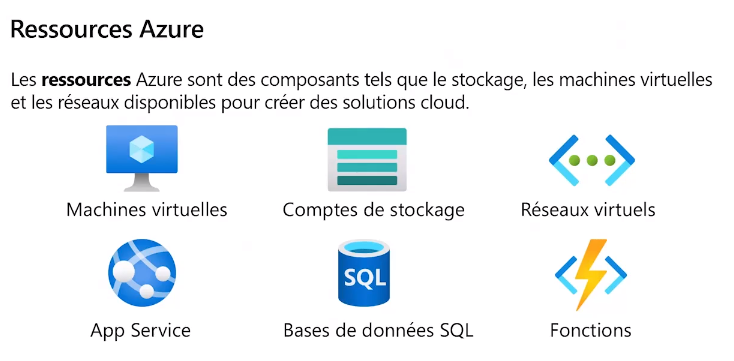 Ressources Azure
Les ressources Azure sont des composants tels que le stockage, les machines virtuelles
et les réseaux disponibles pour créer des solutions cloud.
Machines virtuelles
Comptes de stockage
Réseaux virtuels
SQL
App Service
Bases de données SQL
Fonctions